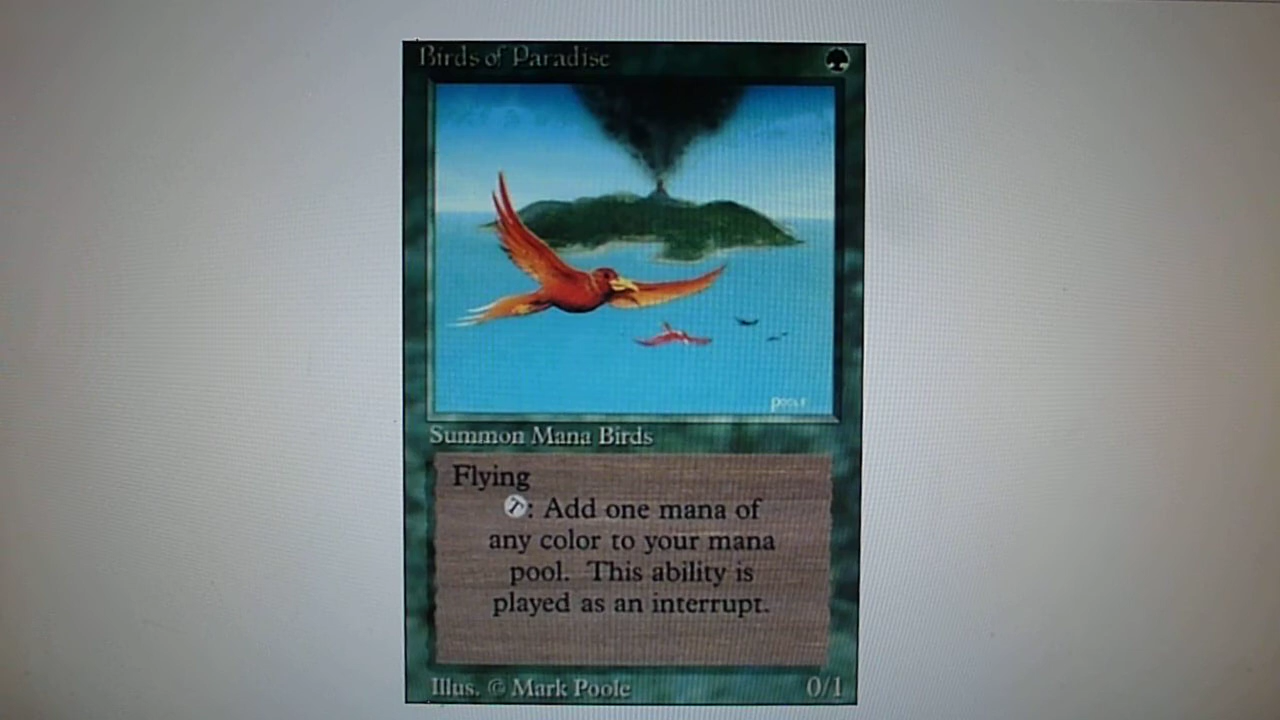 Birds of Paradise
POOLE
Summon Mana Birds
Flying
T: Add one mana of
any color to your mana
pool. This ability is
played as an interrupt.
Illus. © Mark Poole
0/1